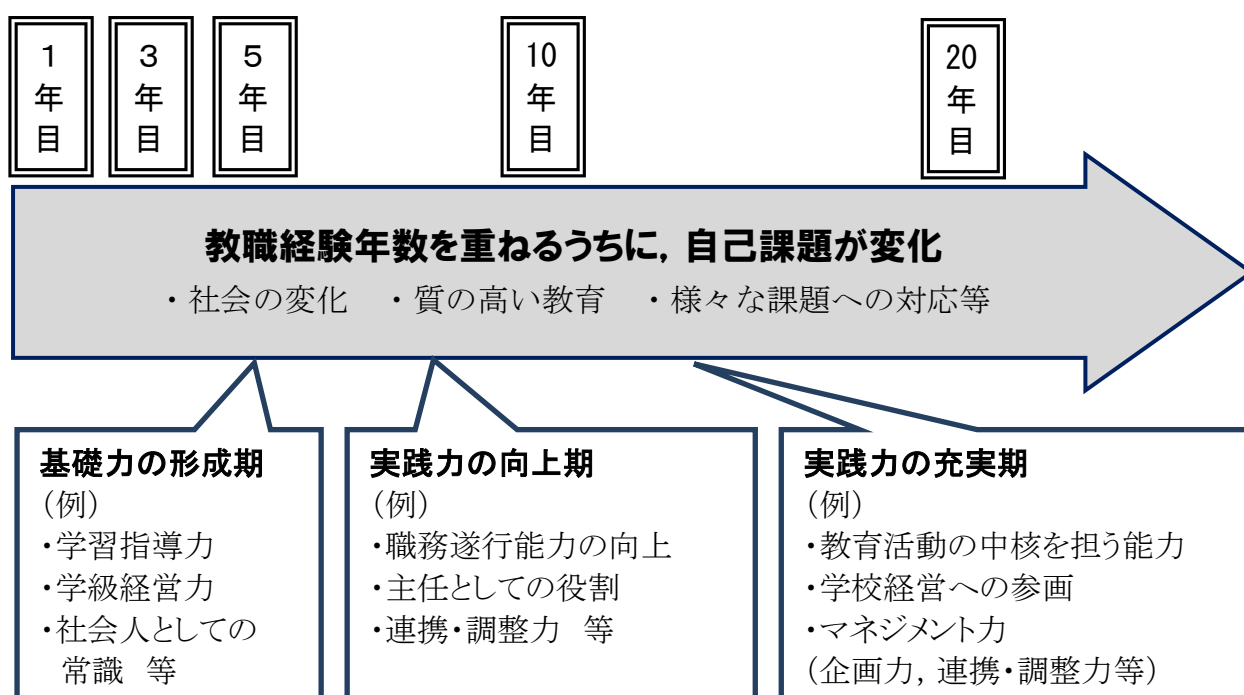 １年目
３年目
５年目
10年目
20年目
教職経験年数を重ねるうちに，自己課題が変化
・社会の変化　・質の高い教育　・様々な課題への対応等
基礎力の形成期
（例）
・学習指導力
・学級経営力
・社会人としての
常識　等
実践力の向上期
（例）
・職務遂行能力の向上
・主任としての役割
・連携・調整力　等
実践力の充実期
（例）
・教育活動の中核を担う能力
・学校経営への参画
・マネジメント力
（企画力，連携・調整力等）